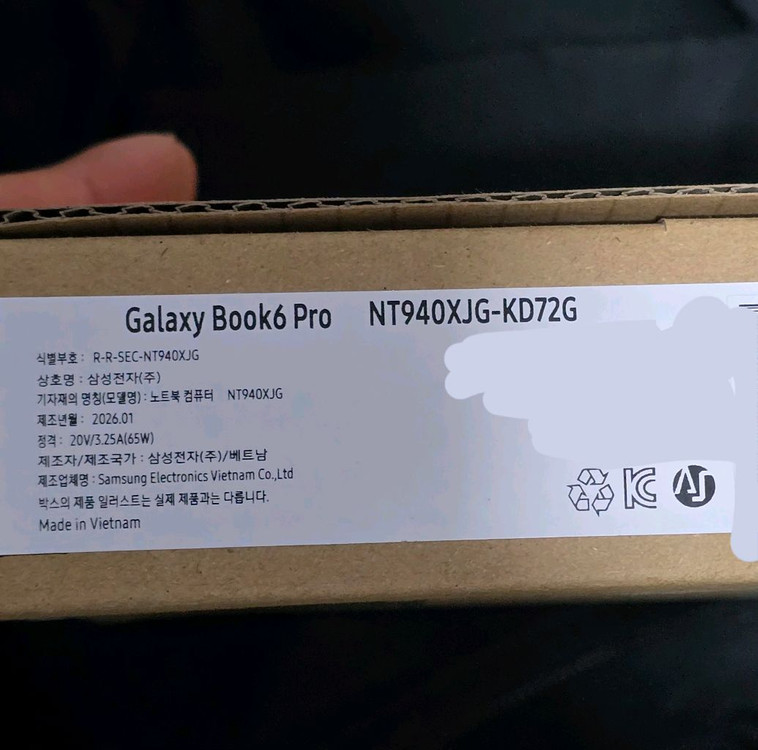 Galaxy Book6 Pro NT940XJG-KD72G
식별부호 : R-R-SEC-NT940XJG
상호명 : 삼성전자(주)
기자재의 명칭(모델명) : 노트북 컴퓨터 NT940XJG
제조년월 : 2026.01
정격 : 20V/3.25A(65W)
제조자/제조국가 : 삼성전자(주)/베트남
제조업체명 : Samsung Electronics Vietnam Co.,Ltd
박스의 제품 일러스트는 실제 제품과는 다릅니다.
Made in Vietnam